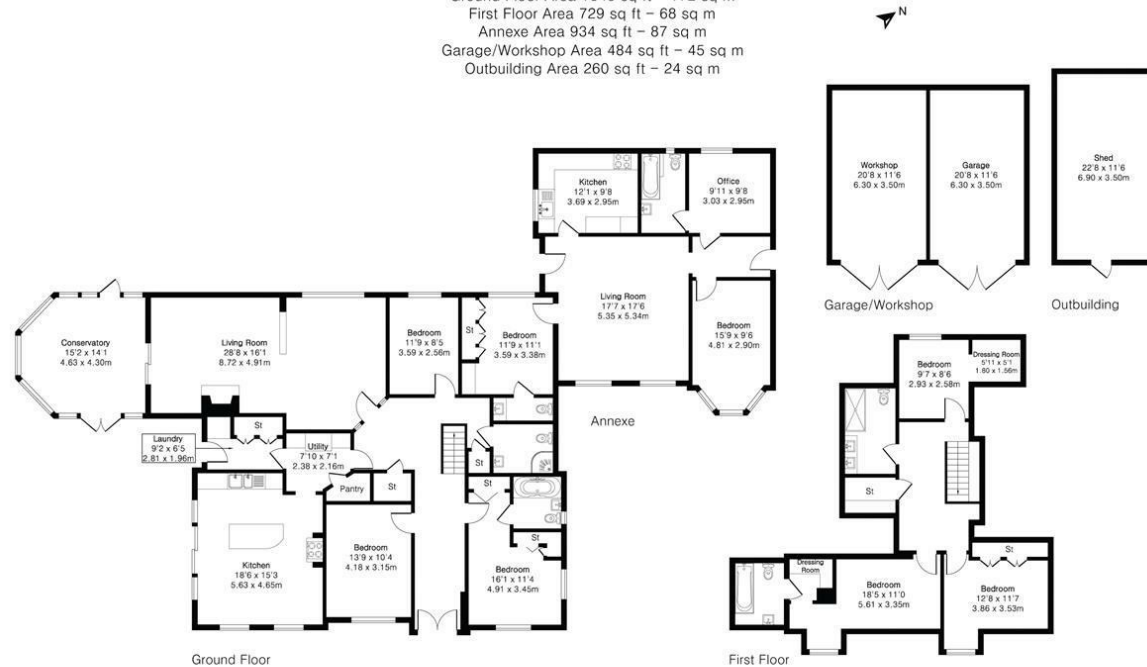 First Floor Area 729 sq ft – 68 sq m
Annexe Area 934 sq ft – 87 sq m
Garage/Workshop Area 484 sq ft – 45 sq m
Outbuilding Area 260 sq ft – 24 sq m
N
Workshop
20'8 x 11'6
6.30 x 3.50m
Garage
20'8 x 11'6
6.30 x 3.50m
Shed
22'8 x 11'6
6.90 x 3.50m
Garage/Workshop
Outbuilding
Kitchen
12'1 x 9'8
3.69 x 2.95m
Office
9'11 x 9'8
3.03 x 2.95m
Living Room
17'7 x 17'6
5.35 x 5.34m
Bedroom
15'9 x 9'6
4.81 x 2.90m
Annexe
Conservatory
15'2 x 14'1
4.63 x 4.30m
Living Room
28'8 x 16'1
8.72 x 4.91m
Bedroom
11'9 x 8'5
3.59 x 2.56m
St
Bedroom
11'9 x 11'1
3.59 x 3.38m
St
Laundry
9'2 x 6'5
2.81 x 1.96m
Utility
7'10 x 7'1
2.38 x 2.16m
Pantry
St
St
St
Kitchen
18'6 x 15'3
5.63 x 4.65m
Bedroom
13'9 x 10'4
4.18 x 3.15m
St
Bedroom
16'1 x 11'4
4.91 x 3.45m
Ground Floor
Bedroom
9'7 x 8'6
2.93 x 2.58m
Dressing Room
5'11 x 5'1
1.80 x 1.56m
St
St
Dressing
Room
Bedroom
18'5 x 11'0
5.61 x 3.35m
Bedroom
12'8 x 11'7
3.86 x 3.53m
First Floor